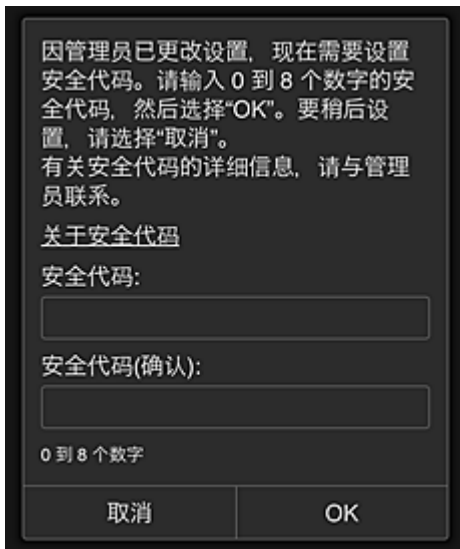 因管理员已更改设置，现在需要设置
安全代码。请输入 0 到 8 个数字的安
全代码，然后选择“OK”。要稍后设
置，请选择“取消”。
有关安全代码的详细信息，请与管理
员联系。
关于安全代码
安全代码:
安全代码(确认):
0 到 8 个数字
取消
OK